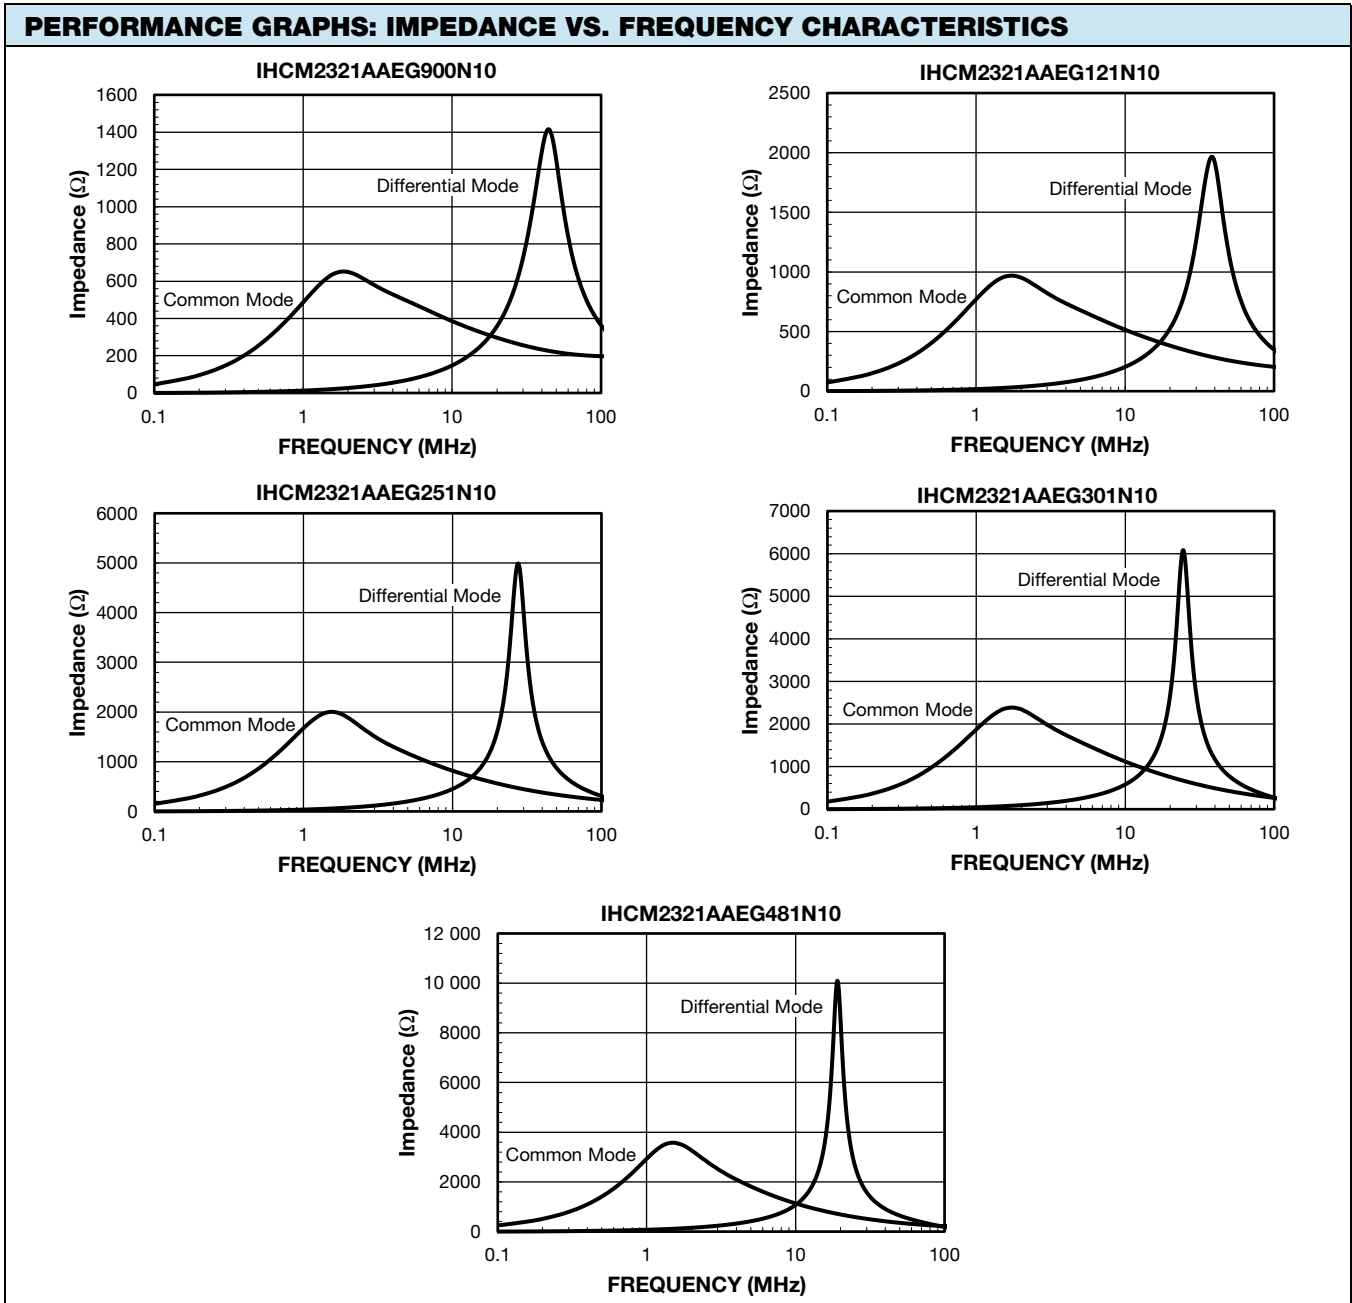 PERFORMANCE GRAPHS: IMPEDANCE VS. FREQUENCY CHARACTERISTICS
IHCM2321AAEG900N10
1600
1400
1200
1000
800
600
400
200
0
Impedance (Ω)
Differential Mode
Common Mode
0.1
1
10
100
FREQUENCY (MHz)
IHCM2321AAEG121N10
2500
2000
1500
1000
500
0
Impedance (Ω)
Differential Mode
Common Mode
0.1
1
10
100
FREQUENCY (MHz)
IHCM2321AAEG251N10
6000
5000
4000
3000
2000
1000
0
Impedance (Ω)
Differential Mode
Common Mode
0.1
1
10
100
FREQUENCY (MHz)
IHCM2321AAEG301N10
7000
6000
5000
4000
3000
2000
1000
0
Impedance (Ω)
Differential Mode
Common Mode
0.1
1
10
100
FREQUENCY (MHz)
IHCM2321AAEG481N10
12 000
10 000
8000
6000
4000
2000
0
Impedance (Ω)
Differential Mode
Common Mode
0.1
1
10
100
FREQUENCY (MHz)